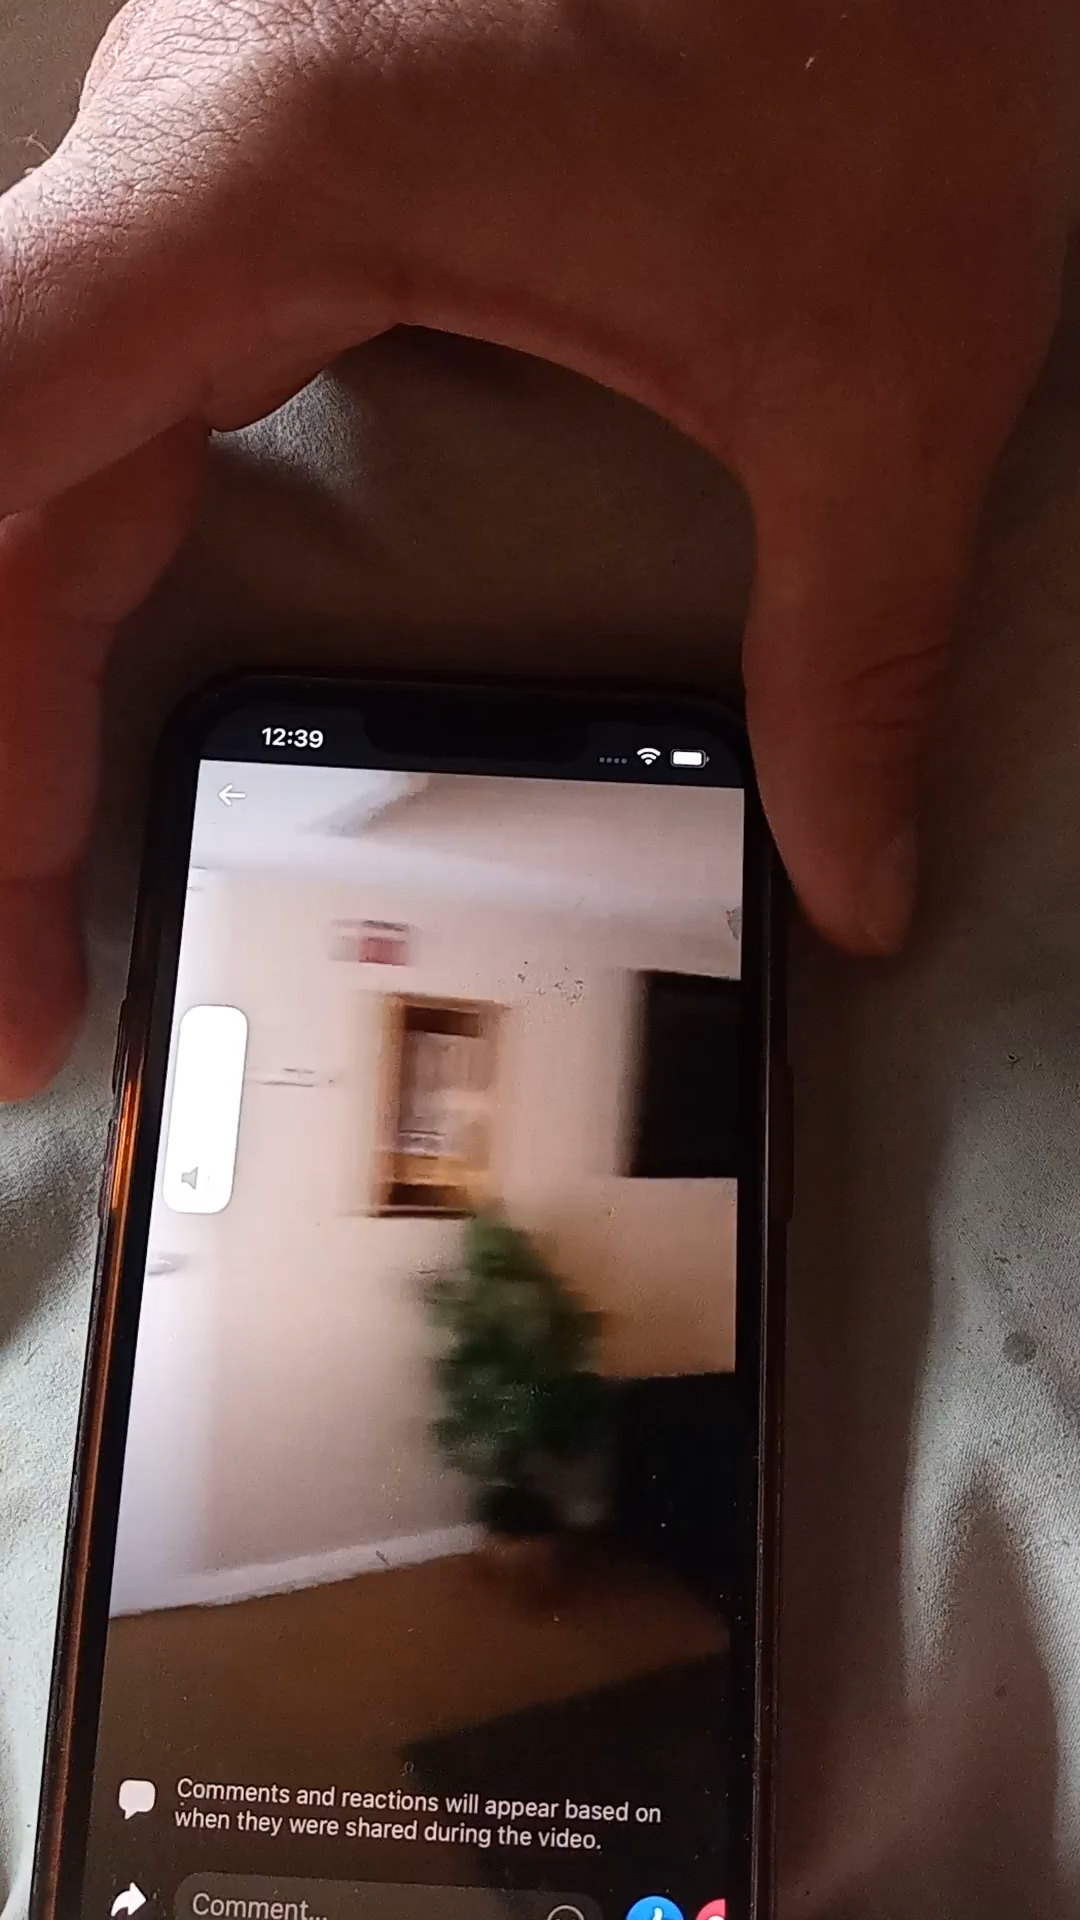 12:39
Comments and reactions will appear based on
when they were shared during the video.
Comment...